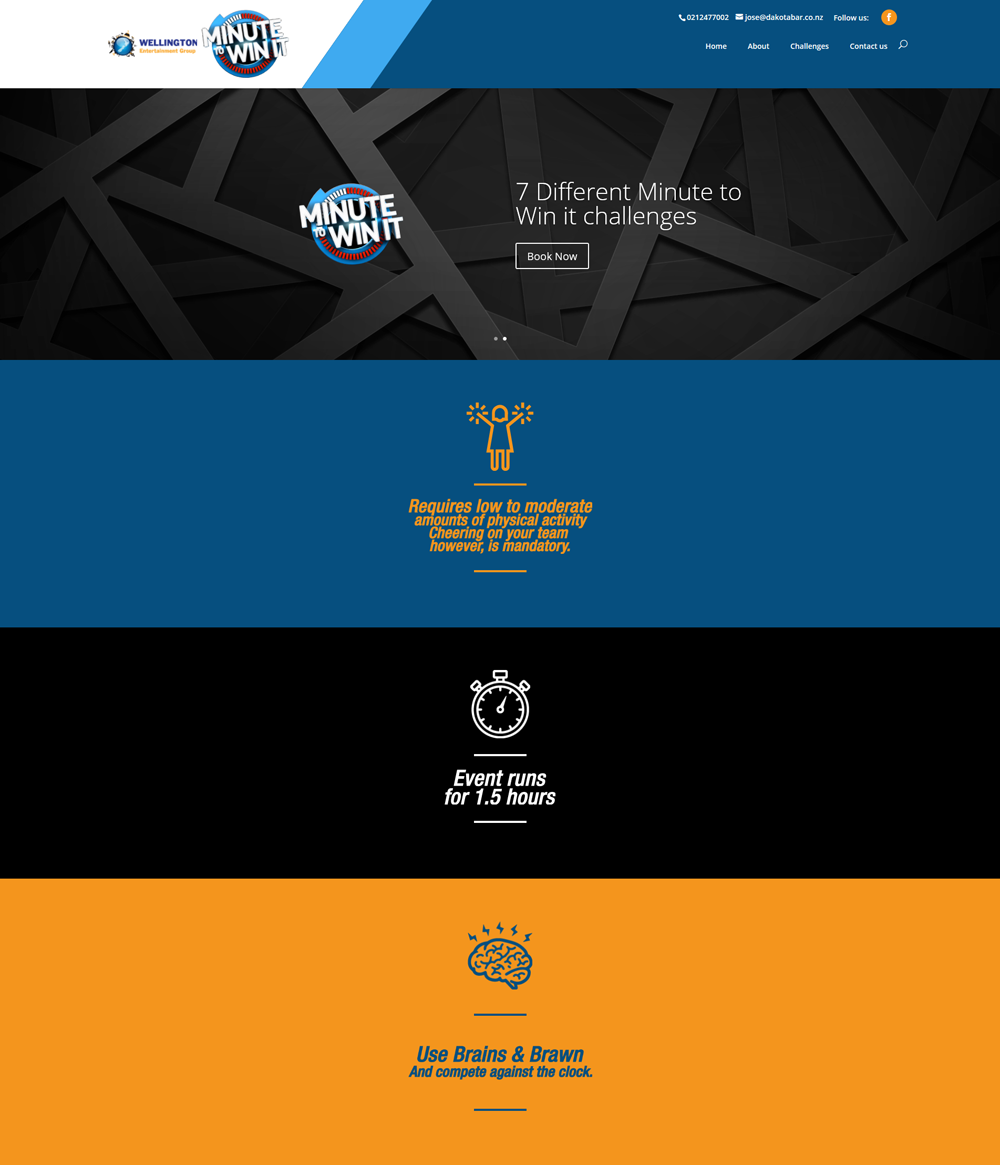 WELLINGTON
Entertainment Group
MINUTE
TO WIN IT
0212477002
jose@dakotabar.co.nz
Follow us:
f
Home
About
Challenges
Contact us
MINUTE
TO WIN IT
7 Different Minute to
Win it challenges
Book Now
Requires low to moderate
amounts of physical activity
Cheering on your team
however, is mandatory.
Event runs
for 1.5 hours
Use Brains & Brawn
And compete against the clock.